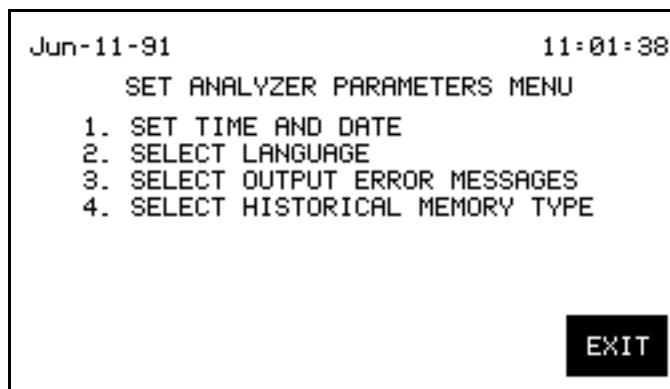 Jun-11-91 11:01:38
SET ANALYZER PARAMETERS MENU
1. SET TIME AND DATE
2. SELECT LANGUAGE
3. SELECT OUTPUT ERROR MESSAGES
4. SELECT HISTORICAL MEMORY TYPE
EXIT